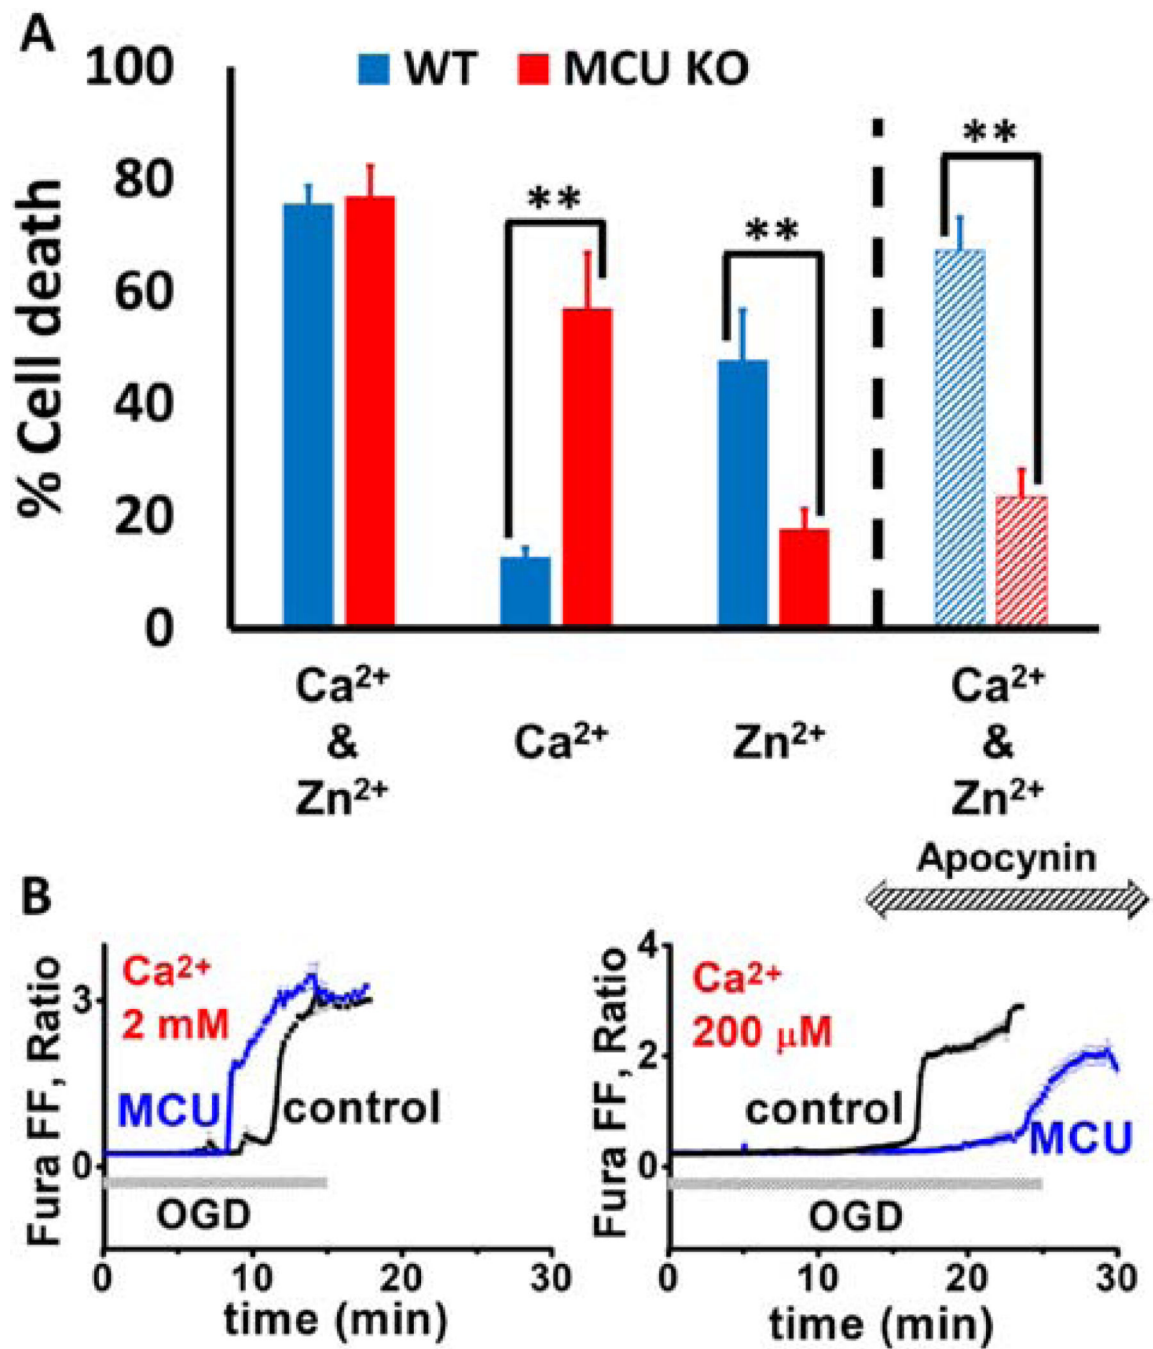 A
WT MCU KO
100
80
60
40
20
0
% Cell death
** ** **
Ca²⁺ & Zn²⁺
Ca²⁺
Zn²⁺
Ca²⁺ & Zn²⁺
Apocynin
B
Fura FF, Ratio
3
0
Ca²⁺
2 mM
MCU
control
OGD
0 10 20 30
time (min)
Fura FF, Ratio
4
2
0
Ca²⁺
200 μM
control
MCU
OGD
0 10 20 30
time (min)